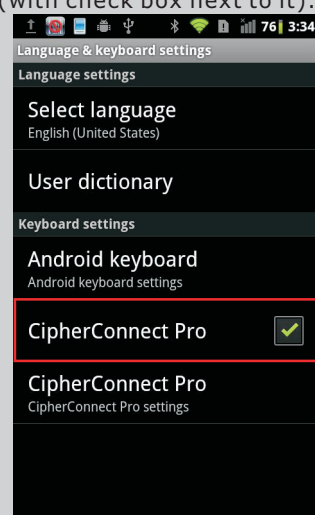 (with check box next to it).
76 3:34
Language & keyboard settings
Language settings
Select language
English (United States)
User dictionary
Keyboard settings
Android keyboard
Android keyboard settings
CipherConnect Pro
CipherConnect Pro
CipherConnect Pro settings